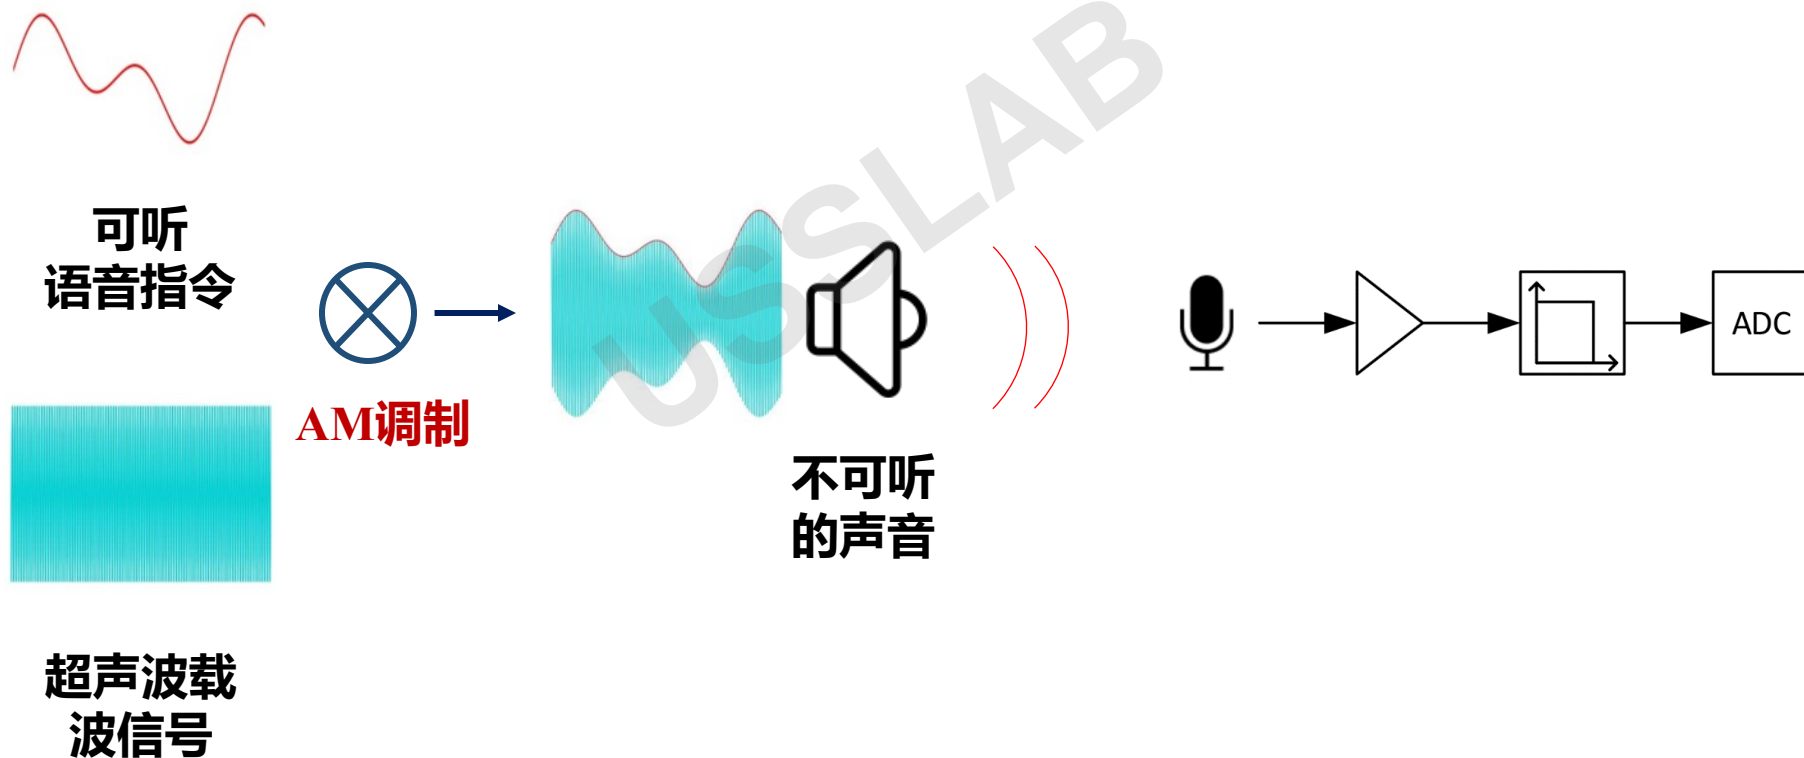 可听
语音指令
AM调制
超声波载
波信号
不可听
的声音
ADC
USSLAB